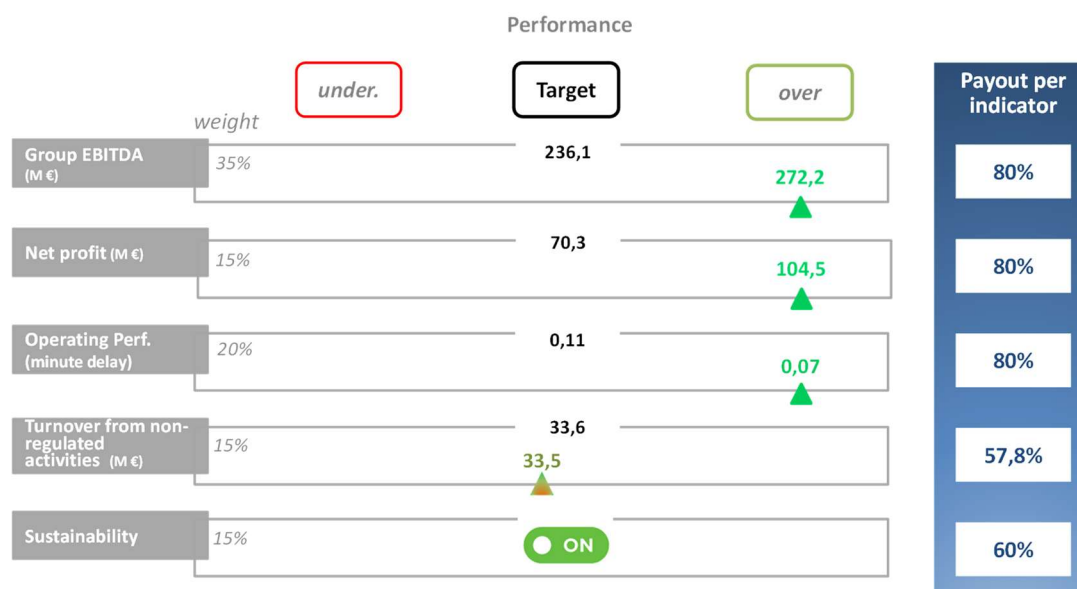 Performance
under.
Target
over
Payout per
indicator
weight
Group EBITDA
(M €)
35%
236,1
272,2
80%
Net profit (M €)
15%
70,3
104,5
80%
Operating Perf.
(minute delay)
20%
0,11
0,07
80%
Turnover from non-
regulated
activities (M €)
15%
33,6
33,5
57,8%
Sustainability
15%
ON
60%